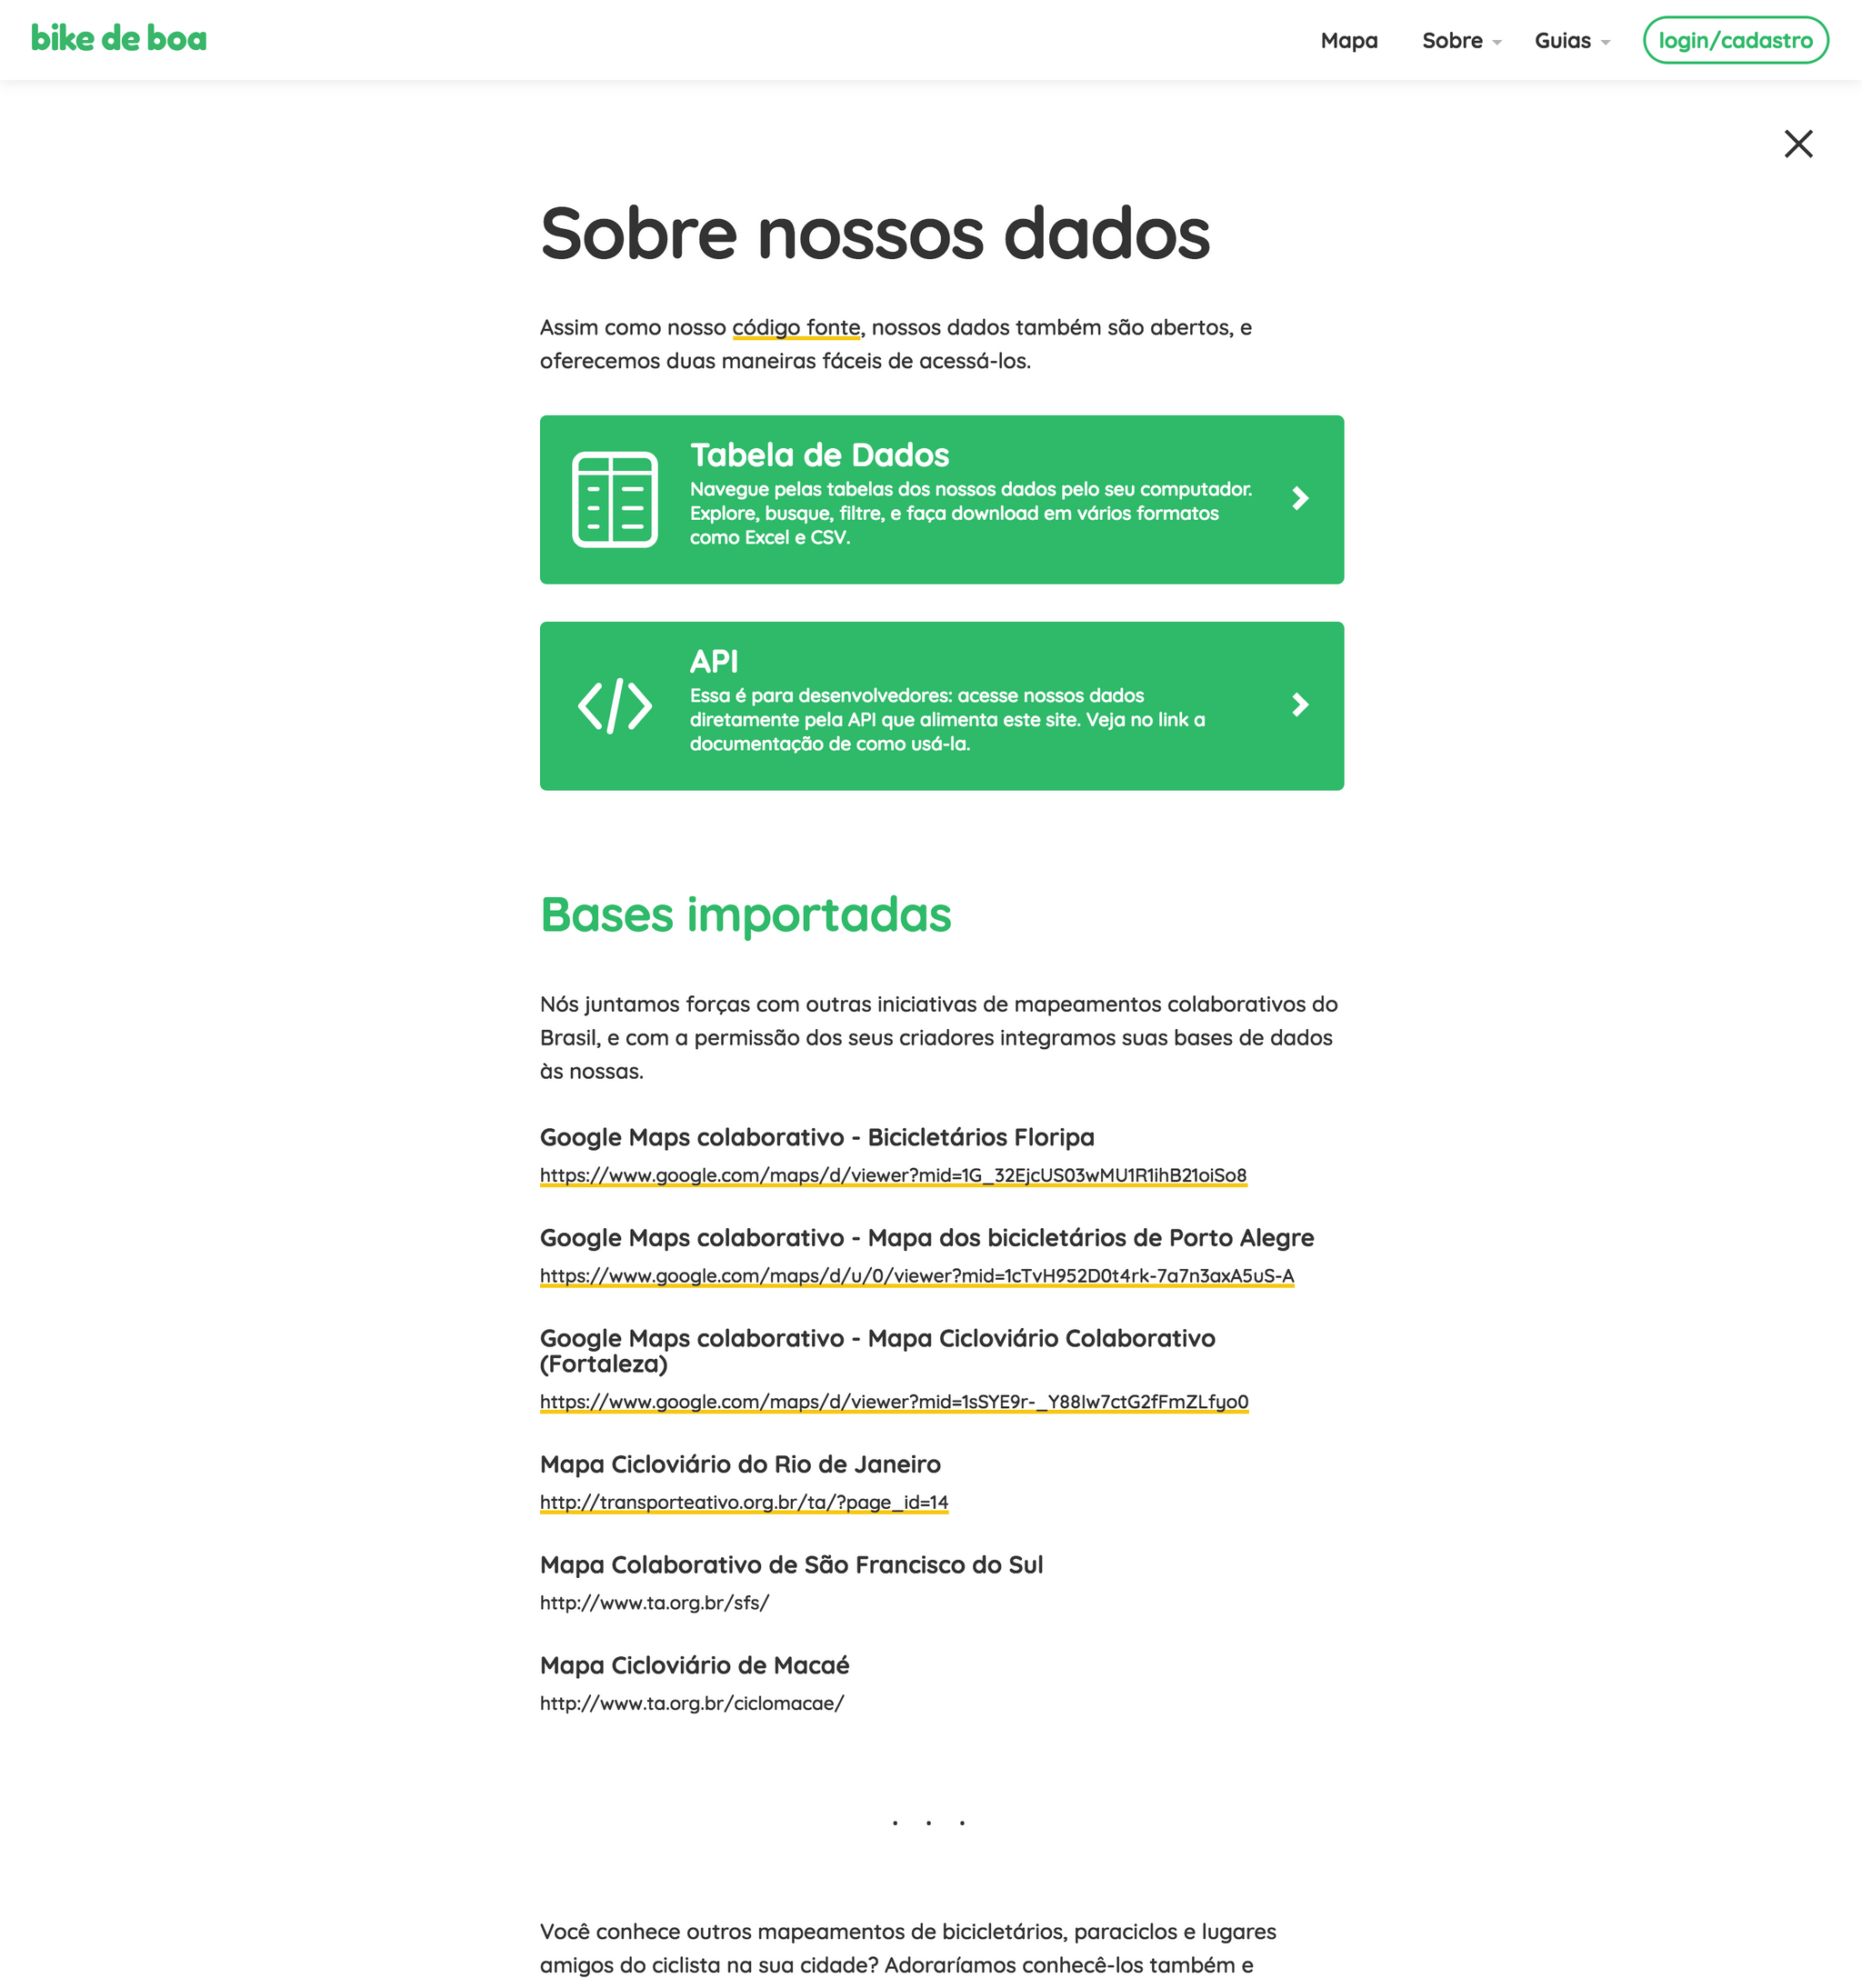 bike de boa
Mapa
Sobre
Guias
login/cadastro
Sobre nossos dados
Assim como nosso código fonte, nossos dados também são abertos, e
oferecemos duas maneiras fáceis de acessá-los.
Tabela de Dados
Navegue pelas tabelas dos nossos dados pelo seu computador.
Explore, busque, filtre, e faça download em vários formatos
como Excel e CSV.
API
Essa é para desenvolvedores: acesse nossos dados
diretamente pela API que alimenta este site. Veja no link a
documentação de como usá-la.
Bases importadas
Nós juntamos forças com outras iniciativas de mapeamentos colaborativos do
Brasil, e com a permissão dos seus criadores integramos suas bases de dados
às nossas.
Google Maps colaborativo - Bicicletários Floripa
https://www.google.com/maps/d/viewer?mid=1G_32EjcUS03wMU1R1ihB21oiSo8
Google Maps colaborativo - Mapa dos bicicletários de Porto Alegre
https://www.google.com/maps/d/u/0/viewer?mid=1cTvH952D0t4rk-7a7n3axA5uS-A
Google Maps colaborativo - Mapa Cicloviário Colaborativo
(Fortaleza)
https://www.google.com/maps/d/viewer?mid=1sSYE9r-_Y88Iw7ctG2fFmZLfyo0
Mapa Cicloviário do Rio de Janeiro
http://transporteativo.org.br/ta/?page_id=14
Mapa Colaborativo de São Francisco do Sul
http://www.ta.org.br/sfs/
Mapa Cicloviário de Macaé
http://www.ta.org.br/ciclomacae/
. . .
Você conhece outros mapeamentos de bicicletários, paraciclos e lugares
amigos do ciclista na sua cidade? Adoraríamos conhecê-los também e